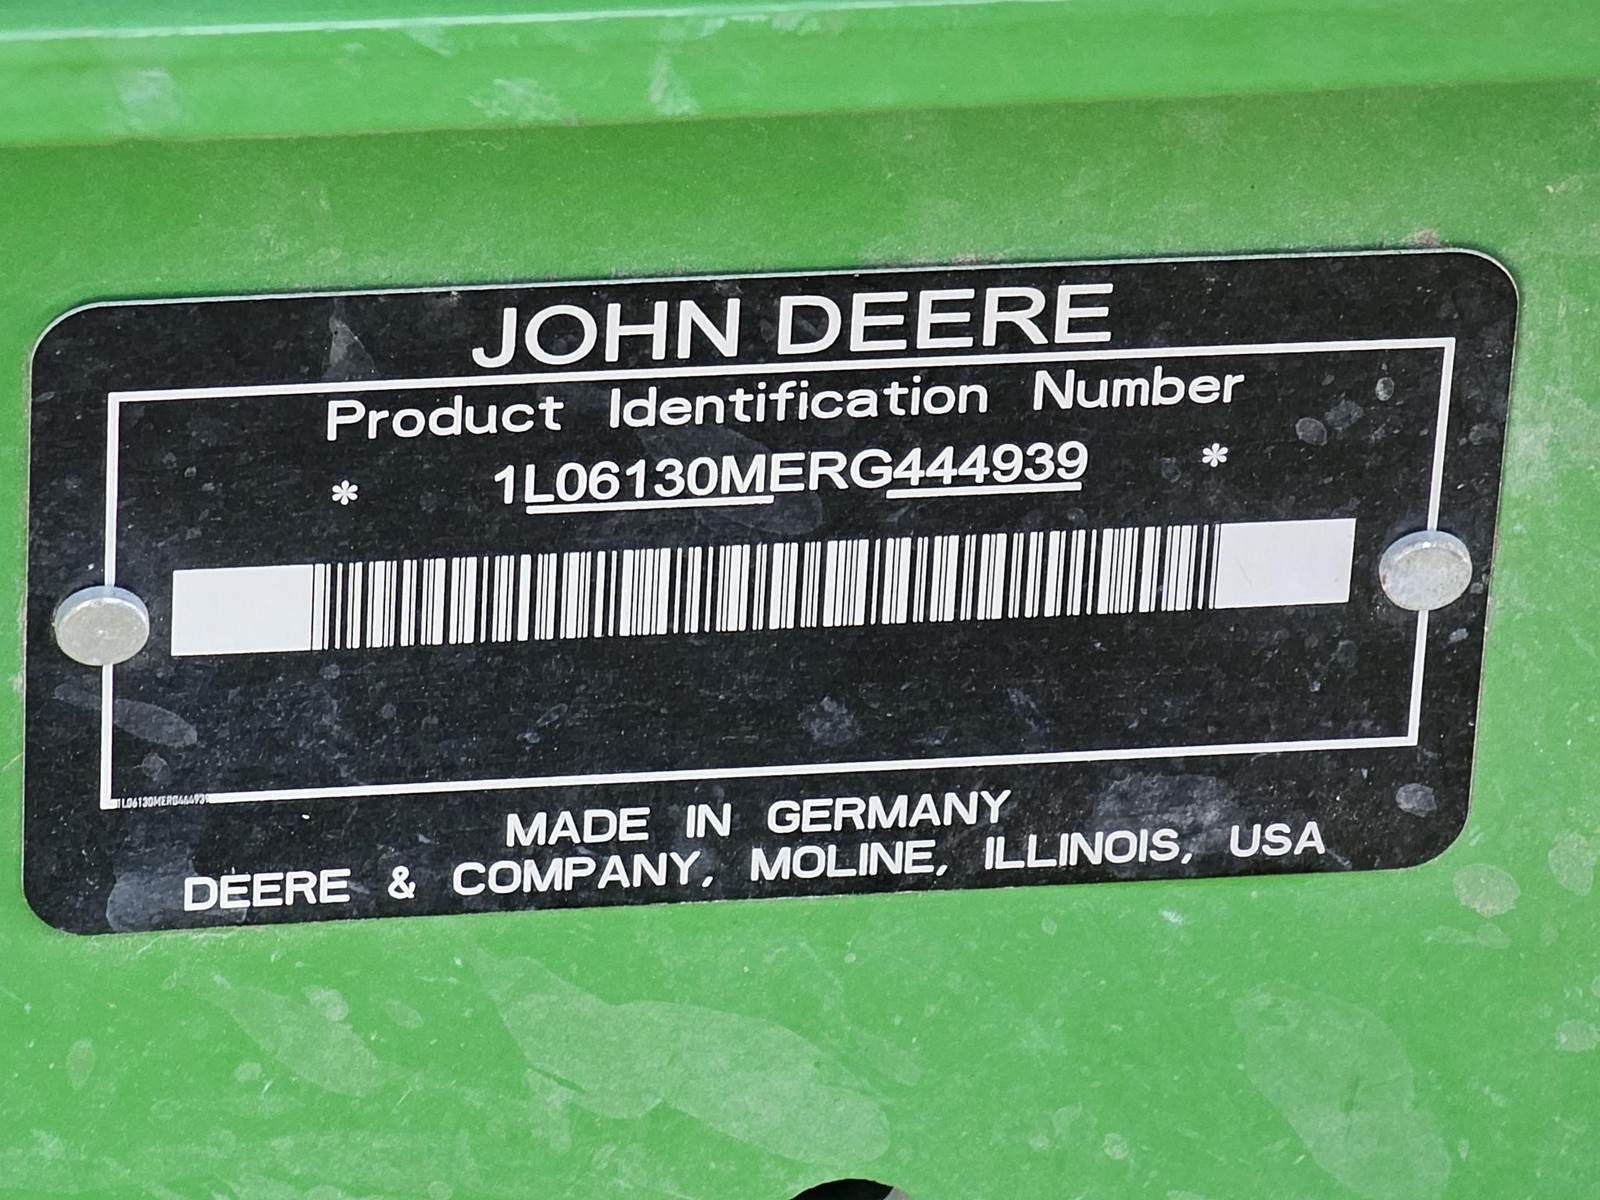 JOHN DEERE
Product Identification Number
* 1L06130MERG444939 *
1L06130MERG444939
MADE IN GERMANY
DEERE & COMPANY, MOLINE, ILLINOIS, USA